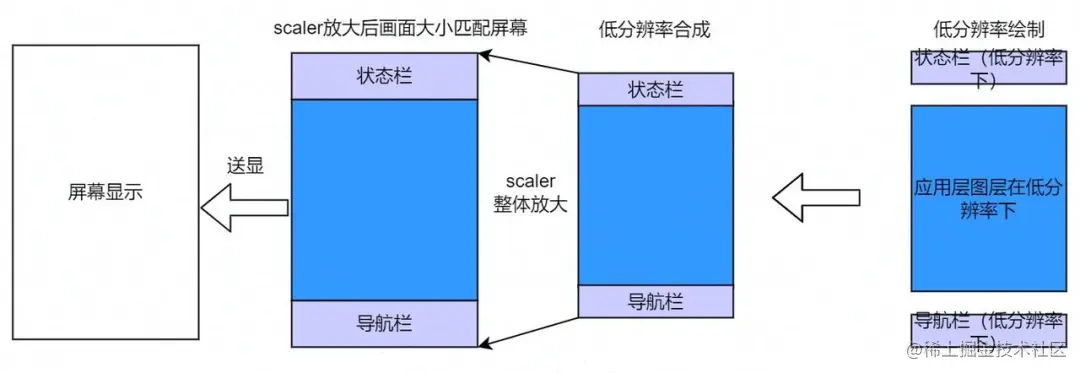 scaler放大后画面大小匹配屏幕
低分辨率合成
低分辨率绘制
状态栏
状态栏
状态栏（低分辨率
下）
送显
屏幕显示
scaler
整体放大
应用层图层在低分
辨率下
导航栏
导航栏
导航栏（低分辨率
下）
@稀土掘金技术社区